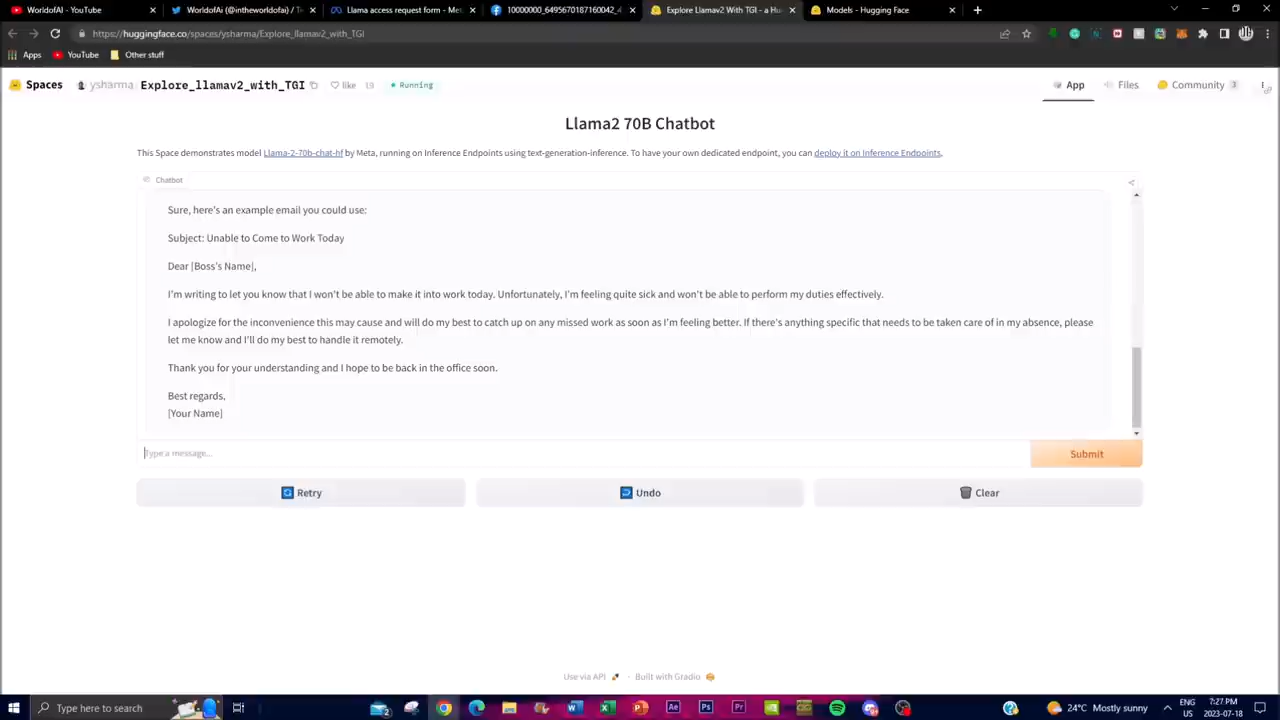 WorldofAI - YouTube
WorldofAi (@intheworldofai) / T
Llama access request form - Met
10000000_6495670187160042_4
Explore Llamav2 With TGI - a Hu
Models - Hugging Face
https://huggingface.co/spaces/ysharma/Explore_llamav2_with_TGI
Apps
YouTube
Other stuff
Spaces
ysharma
Explore_llamav2_with_TGI
like
Running
App
Files
Community
3
Llama2 70B Chatbot
This Space demonstrates model Llama-2-70b-chat-hf by Meta, running on Inference Endpoints using text-generation-inference. To have your own dedicated endpoint, you can deploy it on Inference Endpoints.
Chatbot
Sure, here's an example email you could use:
Subject: Unable to Come to Work Today
Dear [Boss's Name],
I'm writing to let you know that I won't be able to make it into work today. Unfortunately, I'm feeling quite sick and won't be able to perform my duties effectively.
I apologize for the inconvenience this may cause and will do my best to catch up on any missed work as soon as I'm feeling better. If there's anything specific that needs to be taken care of in my absence, please
let me know and I'll do my best to handle it remotely.
Thank you for your understanding and I hope to be back in the office soon.
Best regards,
[Your Name]
Type a message...
Submit
Retry
Undo
Clear
Use via API
·
Built with Gradio
Type here to search
24°C Mostly sunny
ENG
US
7:27 PM
2023-07-18